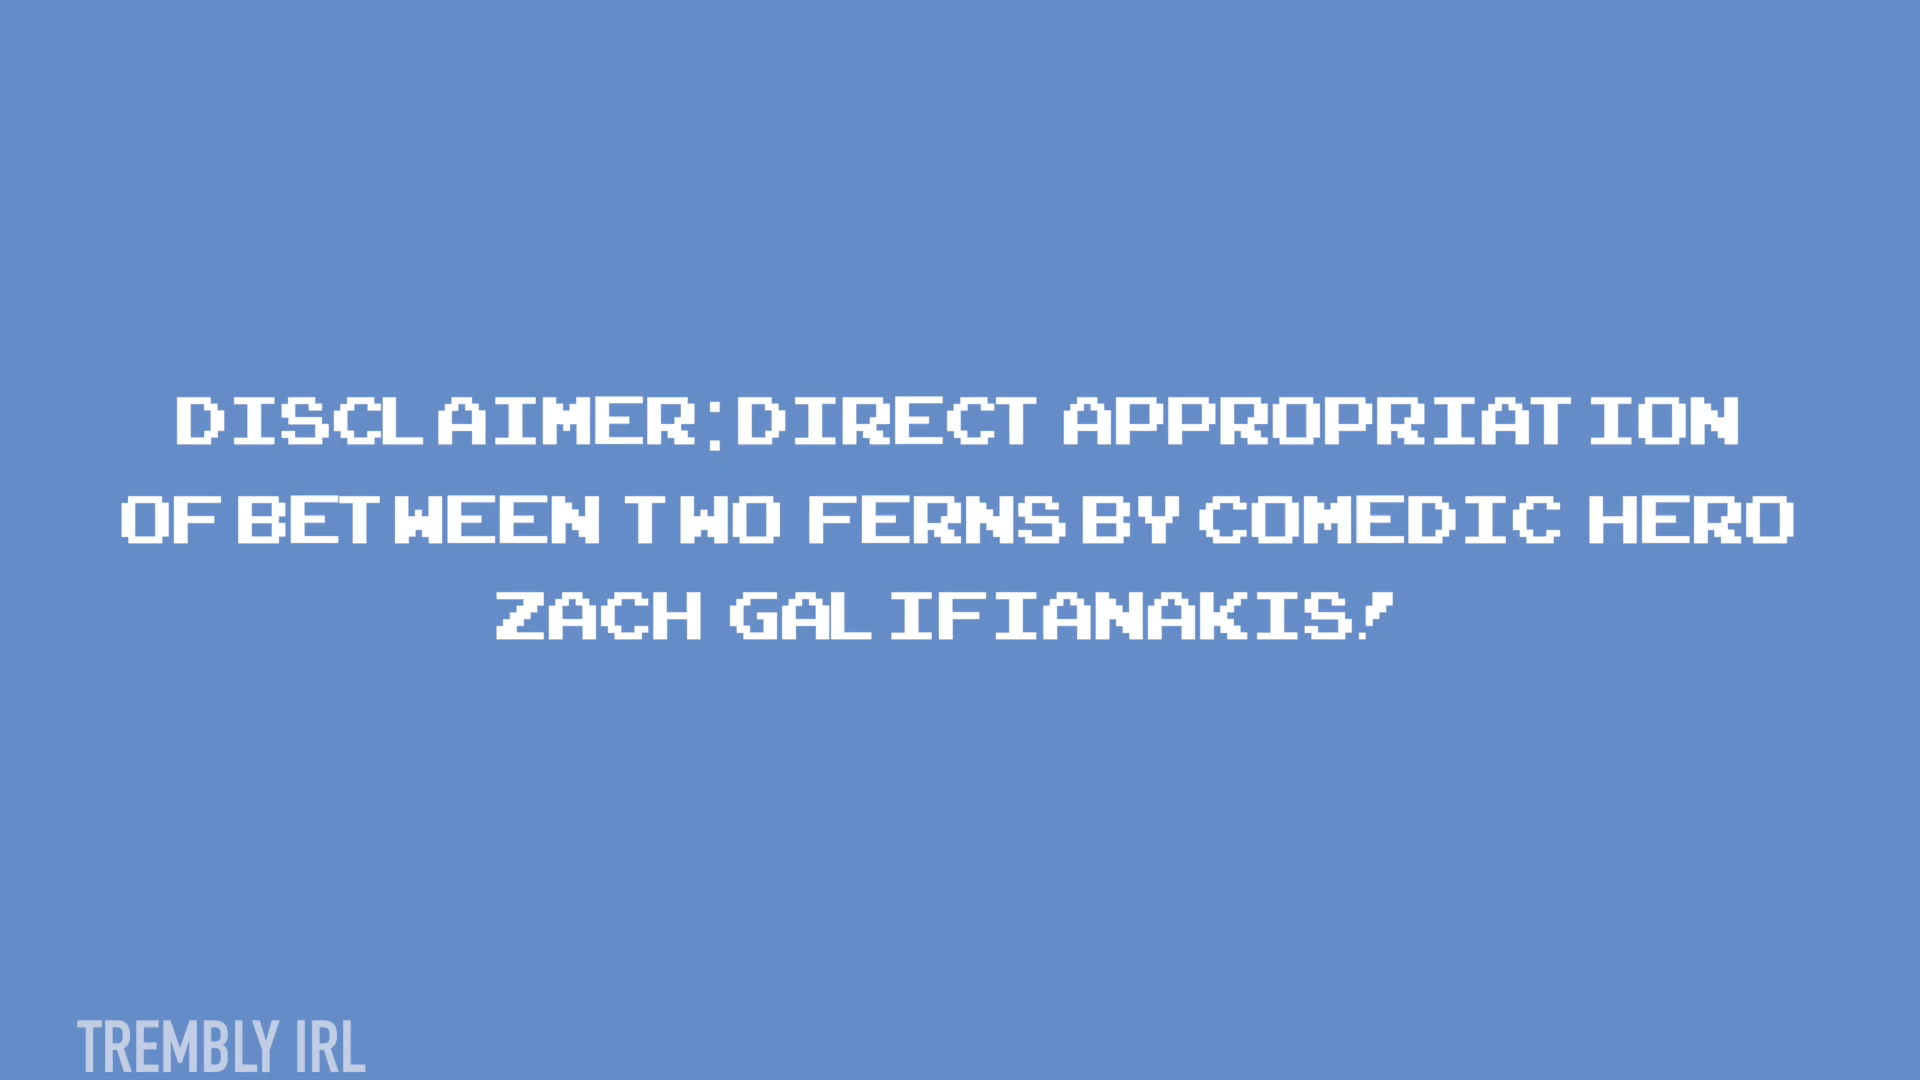 DISCLAIMER: DIRECT APPROPRIATION
OF BETWEEN TWO FERNS BY COMEDIC HERO
ZACH GALIFIANAKIS!
TREMBLY IRL